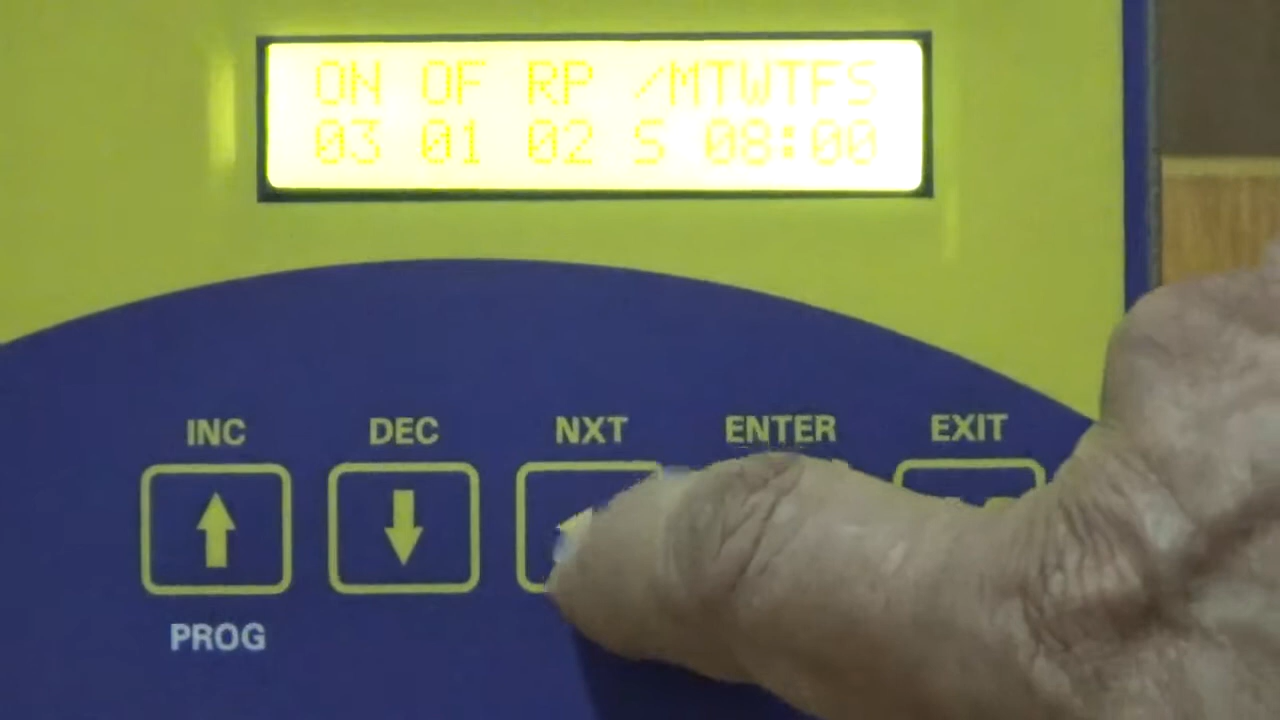 ON OF RP /MTWTFS
03 01 02 S 08:00
INC DEC NXT ENTER EXIT
PROG